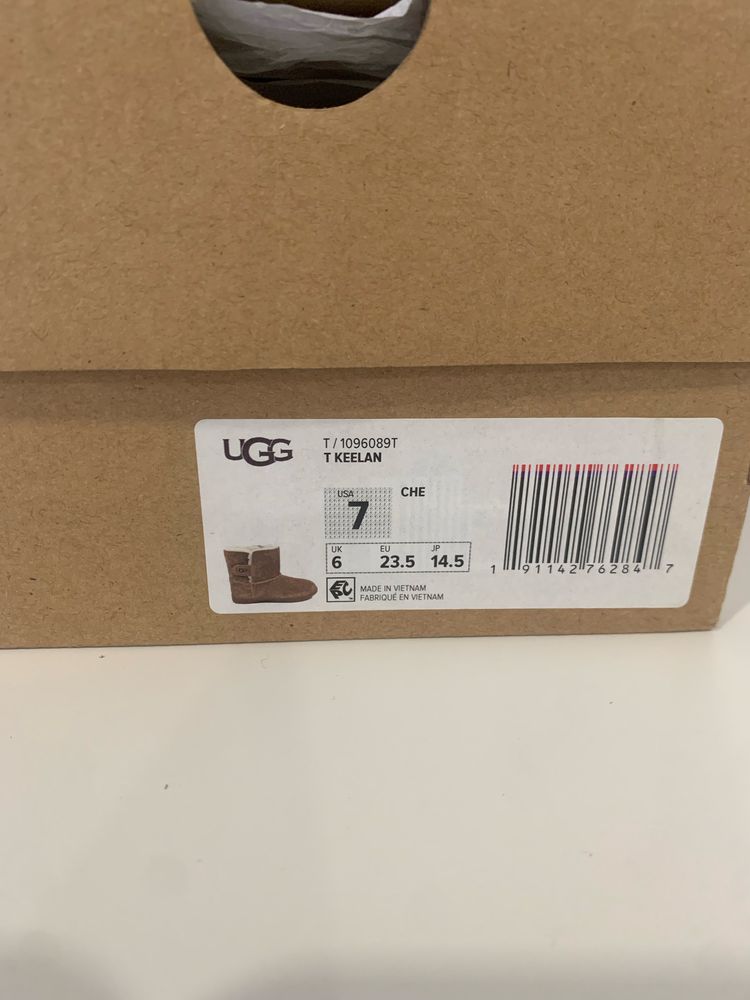 UGG
T / 1096089T
T KEELAN
USA
7
CHE
UK EU JP
6 23.5 14.5
MADE IN VIETNAM
FABRIQUÉ EN VIETNAM
1 91142 76284 7